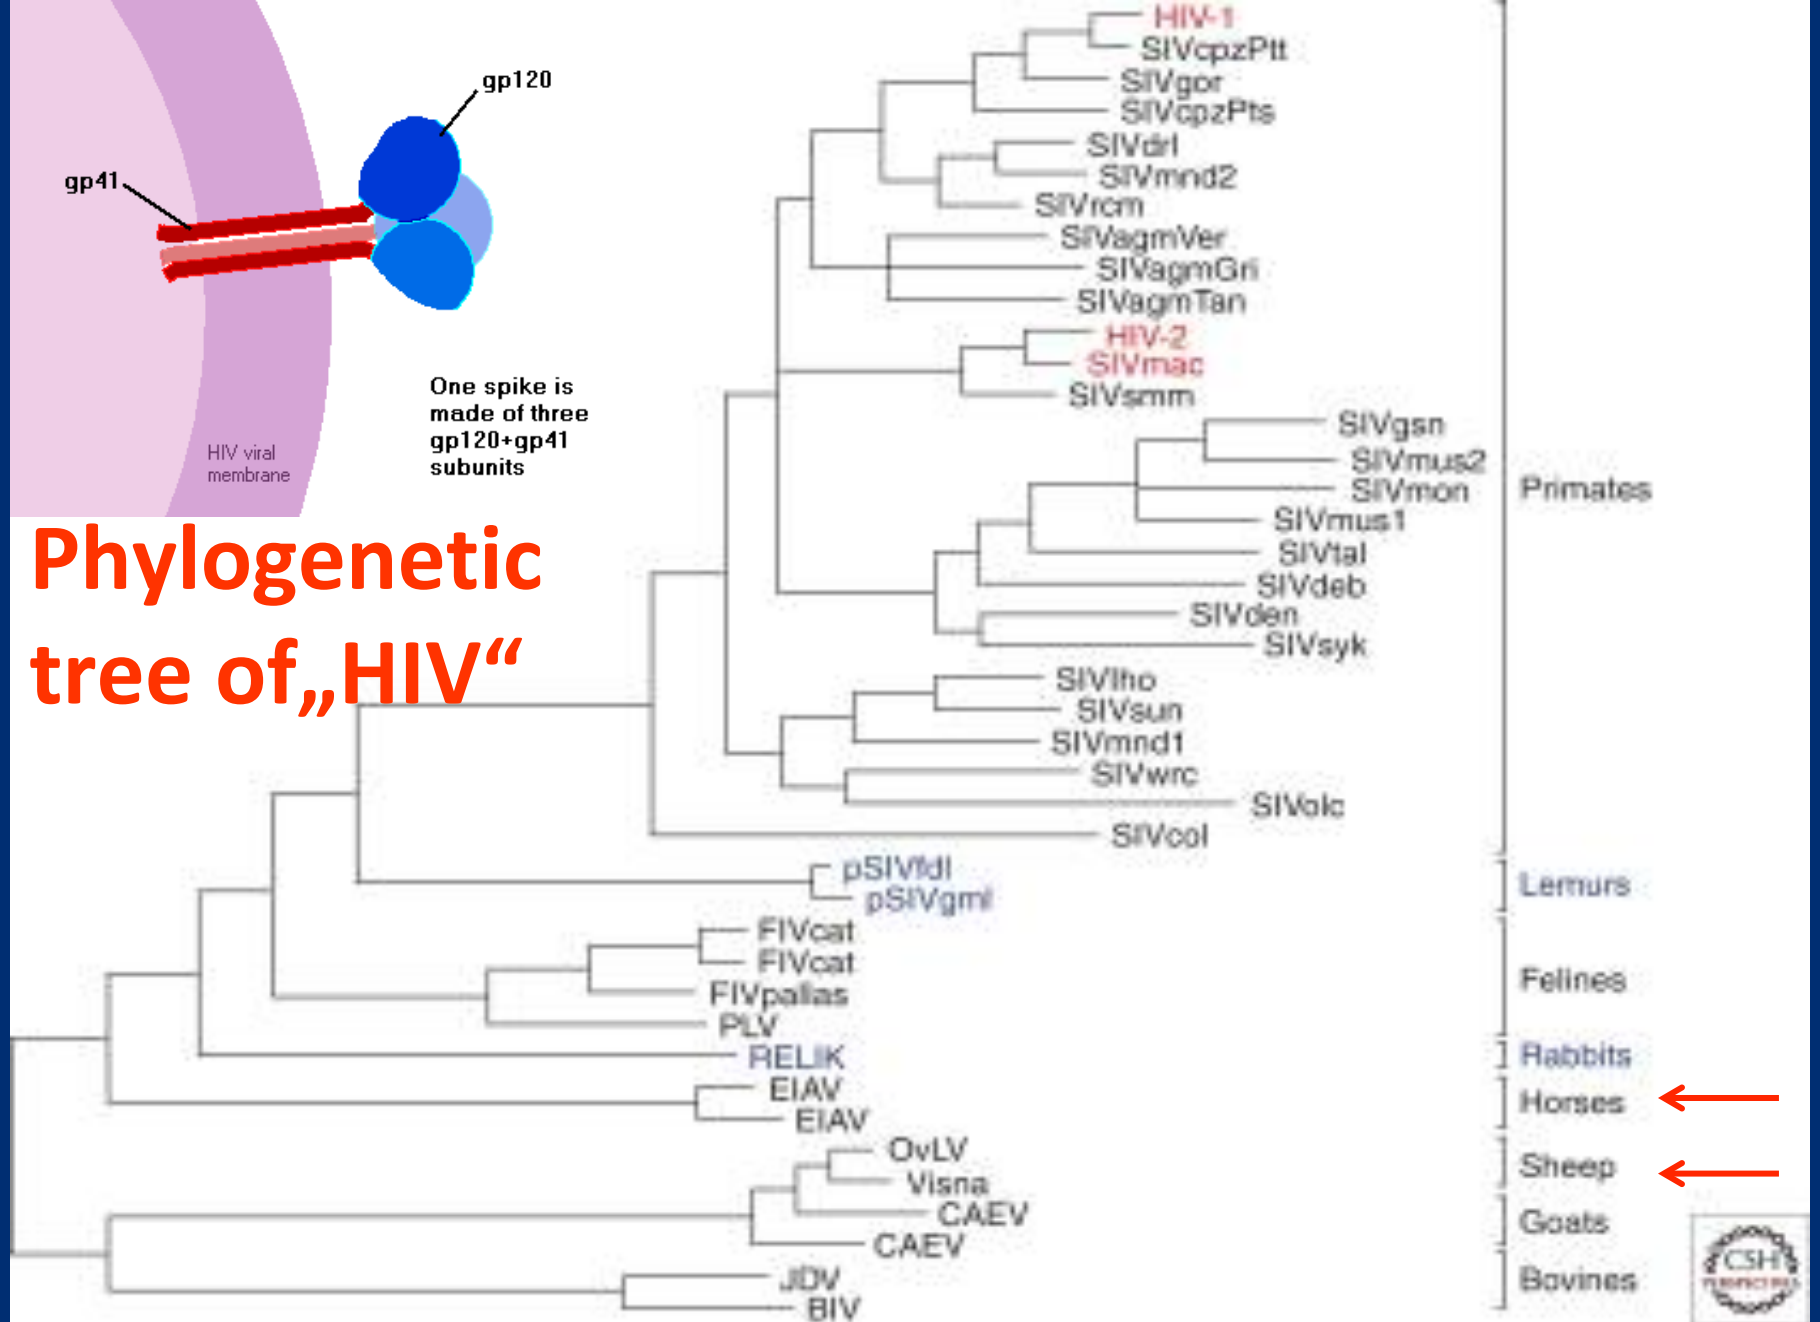 gp120
gp41
One spike is
made of three
gp120+gp41
subunits
HIV viral
membrane
Phylogenetic
tree of„HIV“
HIV-1
SIVcpzPtt
SIVgor
SIVcpzPts
SIVdrl
SIVmnd2
SIVrcm
SIVagmVer
SIVagmGri
SIVagmTan
HIV-2
SIVmac
SIVsmm
SIVgsn
SIVmus2
SIVmon
SIVmus1
SIVtal
SIVdeb
SIVden
SIVsyk
SIVlho
SIVsun
SIVmnd1
SIVwrc
SIVolc
SIVcol
pSIVfdl
pSIVgml
FIVcat
FIVcat
FIVpallas
PLV
RELIK
EIAV
EIAV
OvLV
Visna
CAEV
CAEV
JDV
BIV
Primates
Lemurs
Felines
Rabbits
Horses
Sheep
Goats
Bovines
CSH
PERSPECTIVES